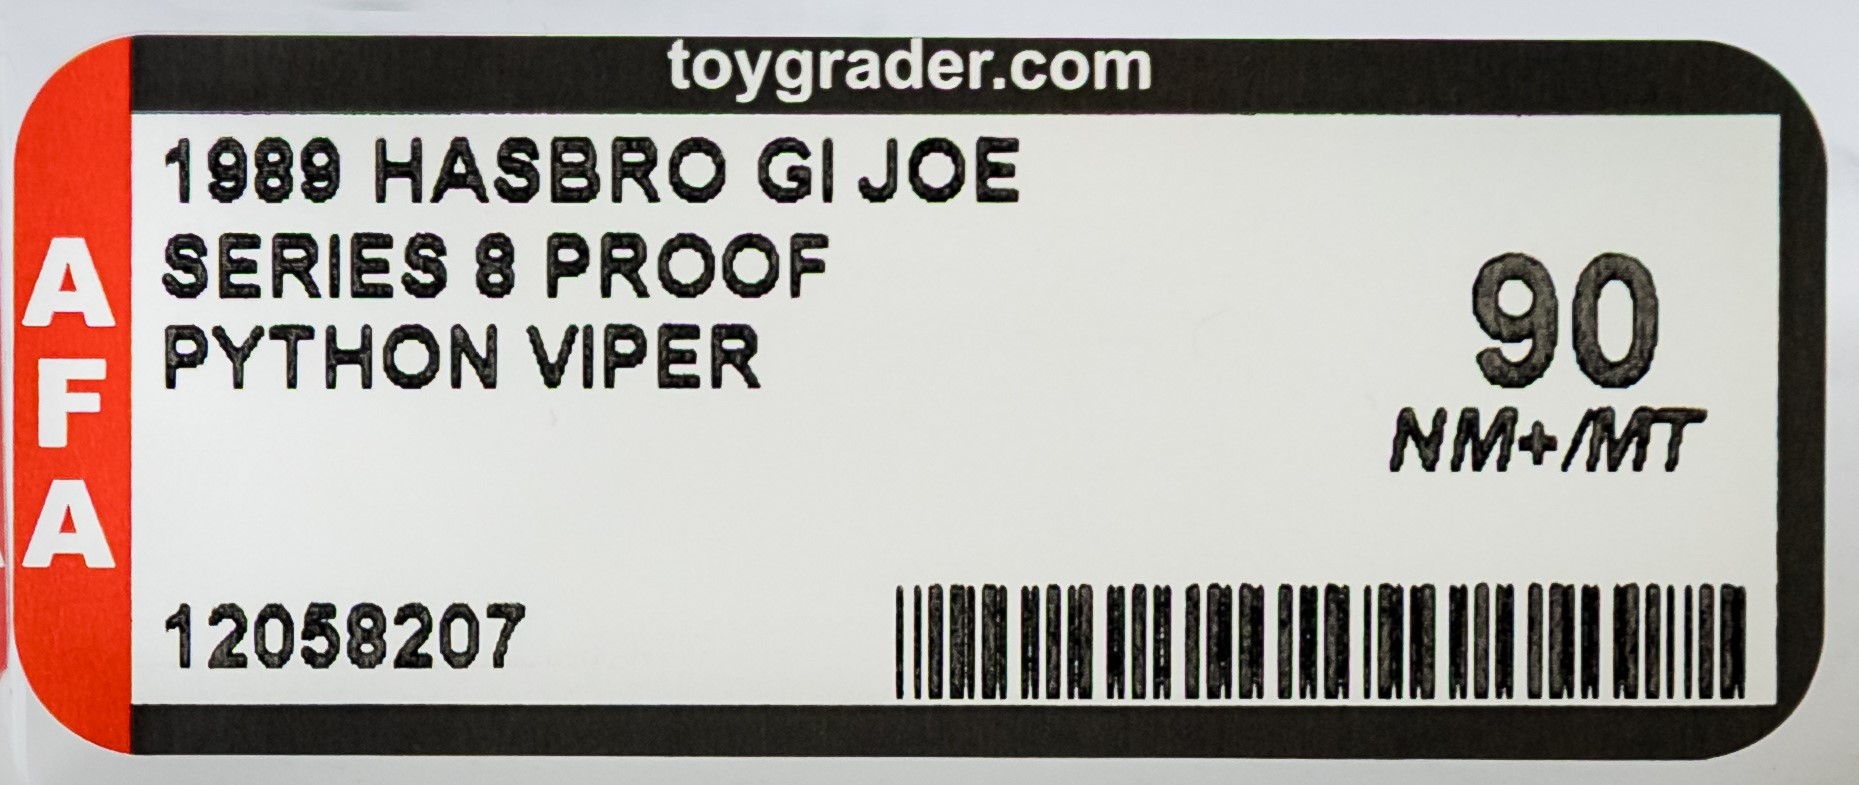 toygrader.com
AFA
1989 HASBRO GI JOE
SERIES 8 PROOF
PYTHON VIPER
90
NM+/MT
12058207